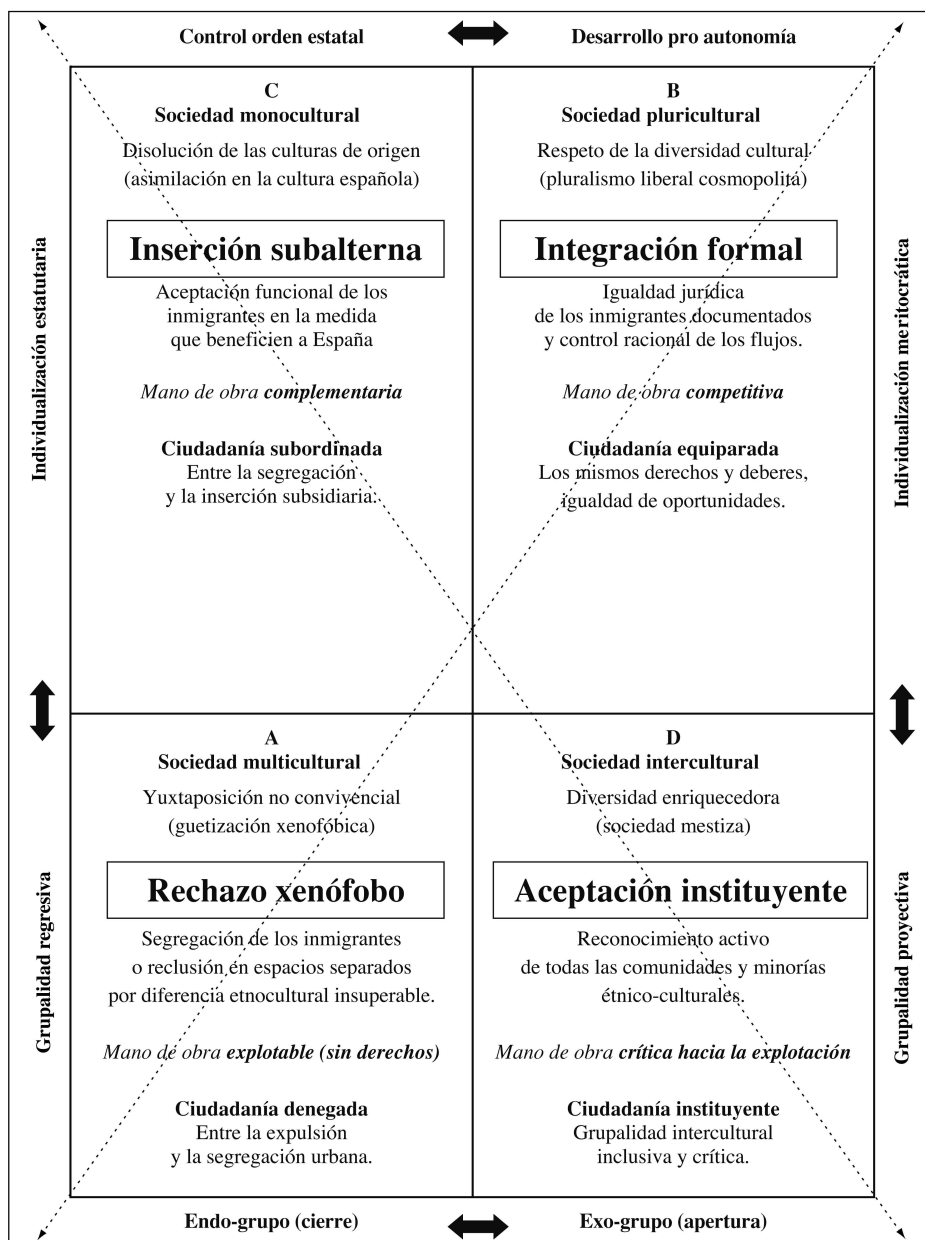 Control orden estatal
Desarrollo pro autonomía
Individualización estatutaria
C
Sociedad monocultural
Disolución de las culturas de origen
(asimilación en la cultura española)
Inserción subalterna
Aceptación funcional de los
inmigrantes en la medida
que beneficien a España
Mano de obra complementaria
Ciudadanía subordinada
Entre la segregación
y la inserción subsidiaria.
B
Sociedad pluricultural
Respeto de la diversidad cultural
(pluralismo liberal cosmopolita)
Integración formal
Igualdad jurídica
de los inmigrantes documentados
y control racional de los flujos.
Mano de obra competitiva
Ciudadanía equiparada
Los mismos derechos y deberes,
igualdad de oportunidades.
Individualización meritocrática
Grupalidad regresiva
A
Sociedad multicultural
Yuxtaposición no convivencial
(guetización xenofóbica)
Rechazo xenófobo
Segregación de los inmigrantes
o reclusión en espacios separados
por diferencia etnocultural insuperable.
Mano de obra explotable (sin derechos)
Ciudadanía denegada
Entre la expulsión
y la segregación urbana.
D
Sociedad intercultural
Diversidad enriquecedora
(sociedad mestiza)
Aceptación instituyente
Reconocimiento activo
de todas las comunidades y minorías
étnico-culturales.
Mano de obra crítica hacia la explotación
Ciudadanía instituyente
Grupalidad intercultural
inclusiva y crítica.
Grupalidad proyectiva
Endo-grupo (cierre)
Exo-grupo (apertura)